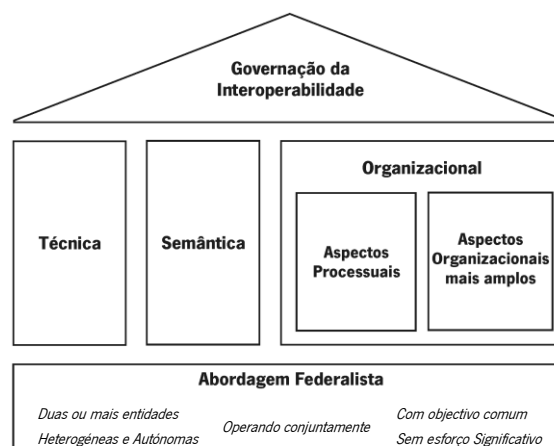 Governação da
Interoperabilidade
Técnica
Semântica
Organizacional
Aspectos
Processuais
Aspectos
Organizacionais
mais amplos
Abordagem Federalista
Duas ou mais entidades
Heterogéneas e Autónomas
Operando conjuntamente
Com objectivo comum
Sem esforço Significativo